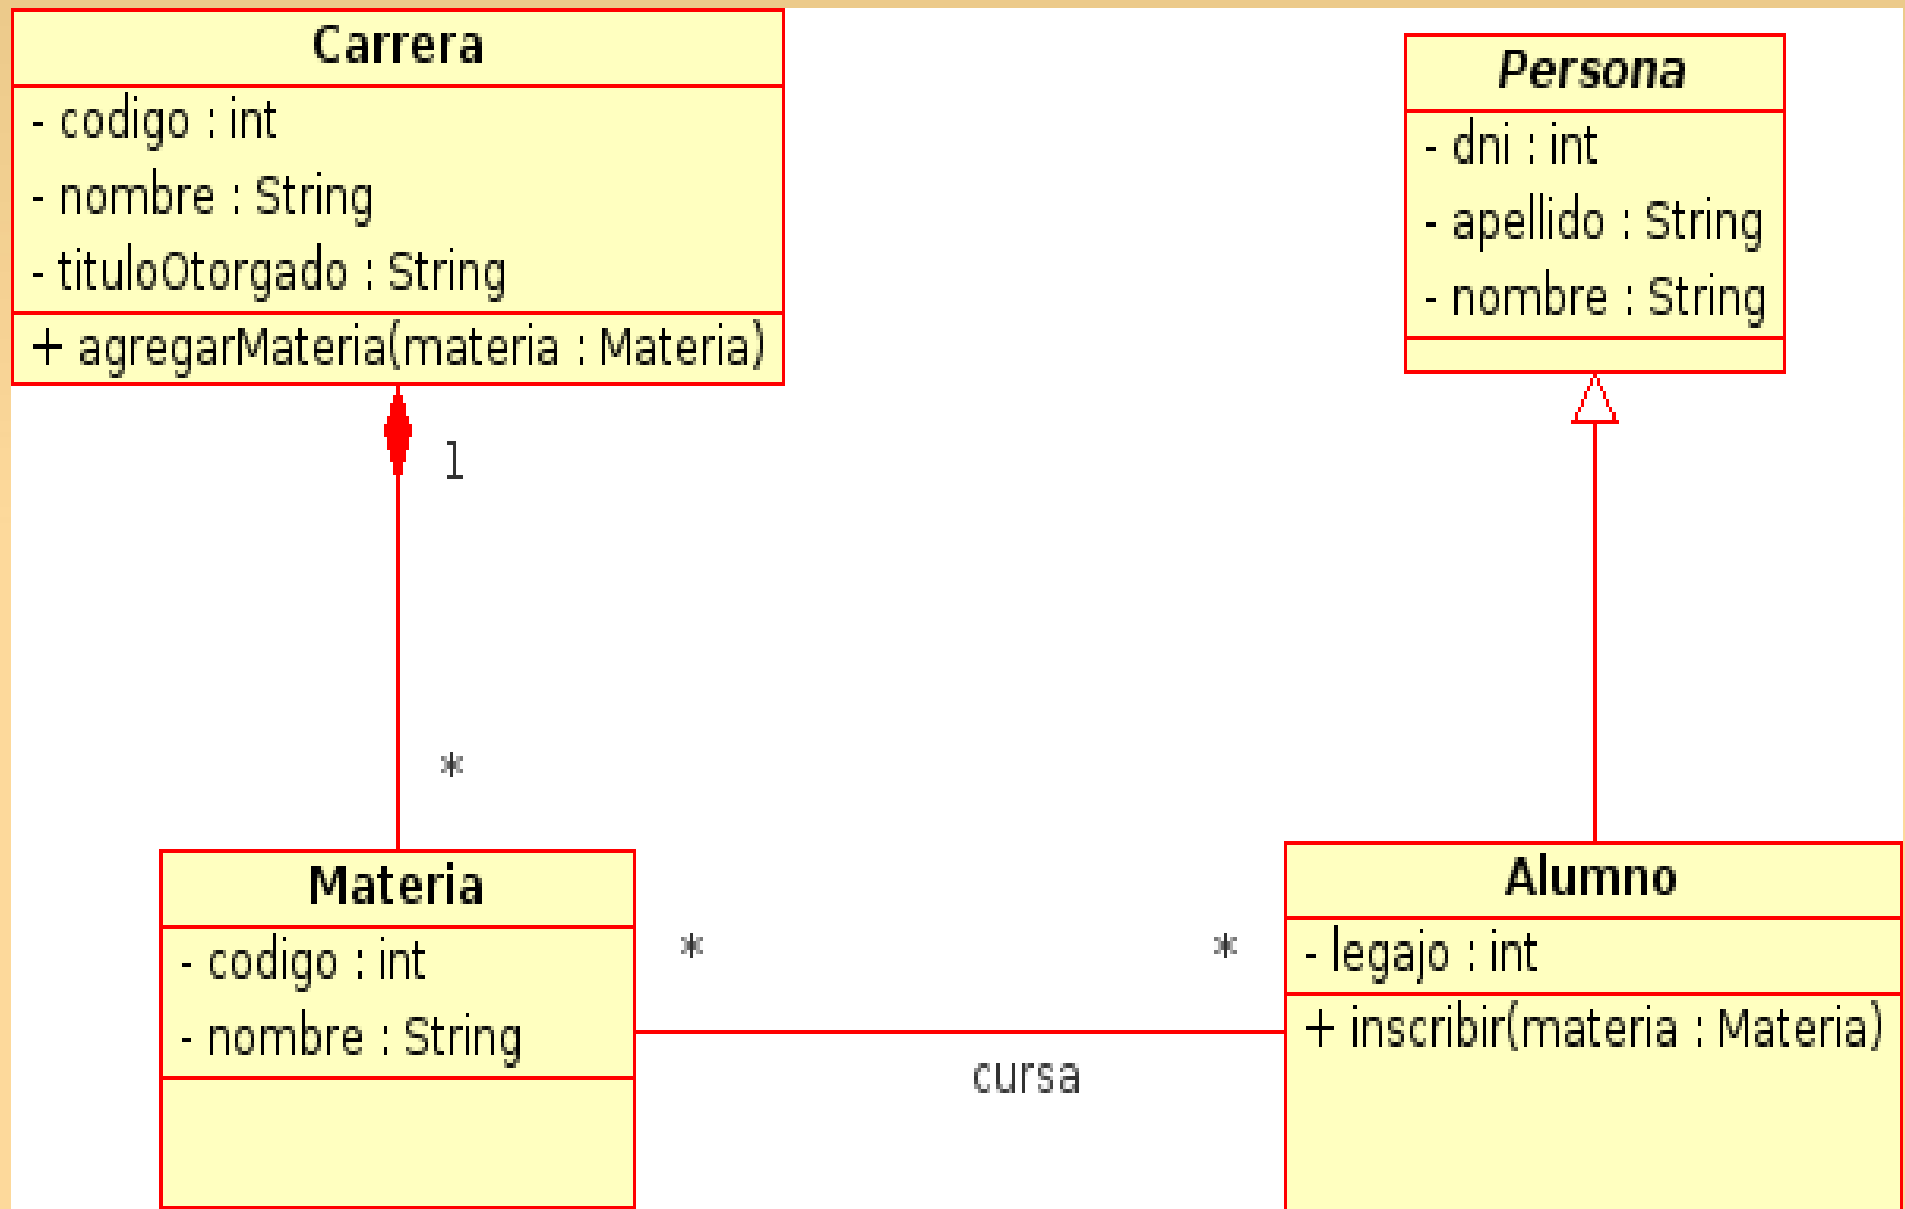 Carrera
- codigo : int
- nombre : String
- tituloOtorgado : String
+ agregarMateria(materia : Materia)
Persona
- dni : int
- apellido : String
- nombre : String
1
*
Materia
- codigo : int
- nombre : String
*
*
cursa
Alumno
- legajo : int
+ inscribir(materia : Materia)